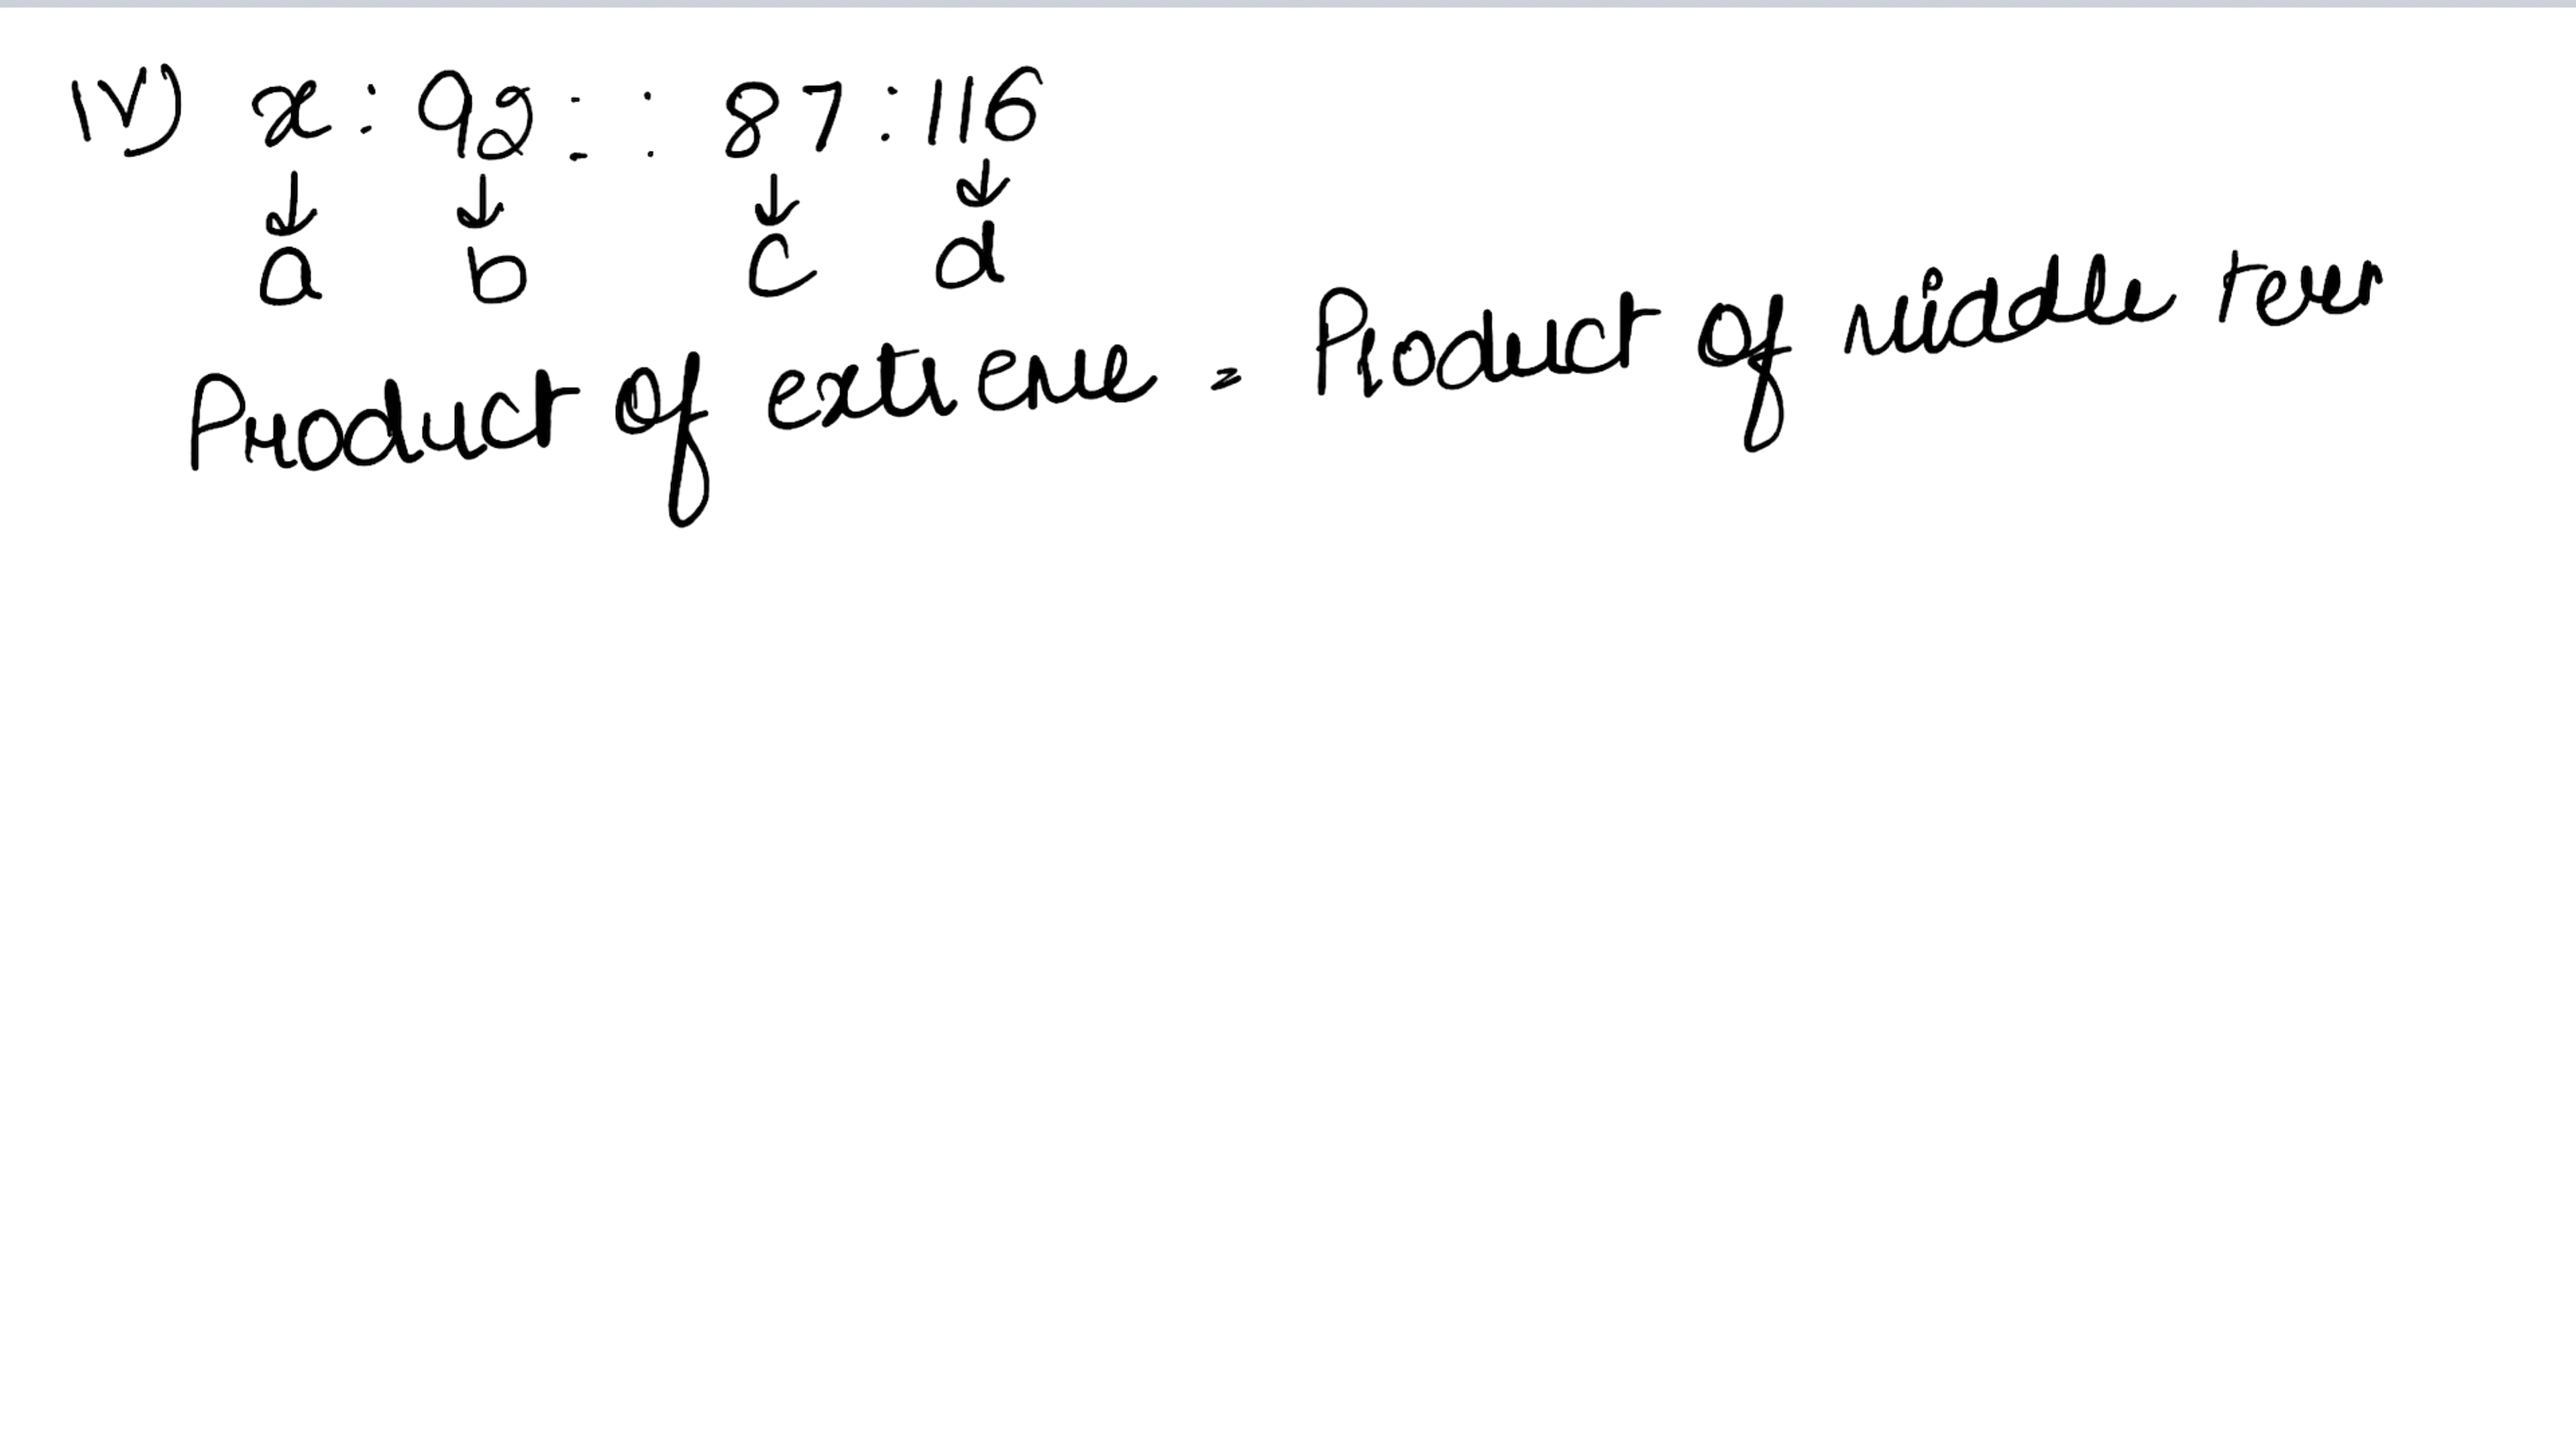 IV) x : 92 : : 87 : 116
↓ ↓ ↓ ↓
a b c d
Product of extreme = Product of middle term